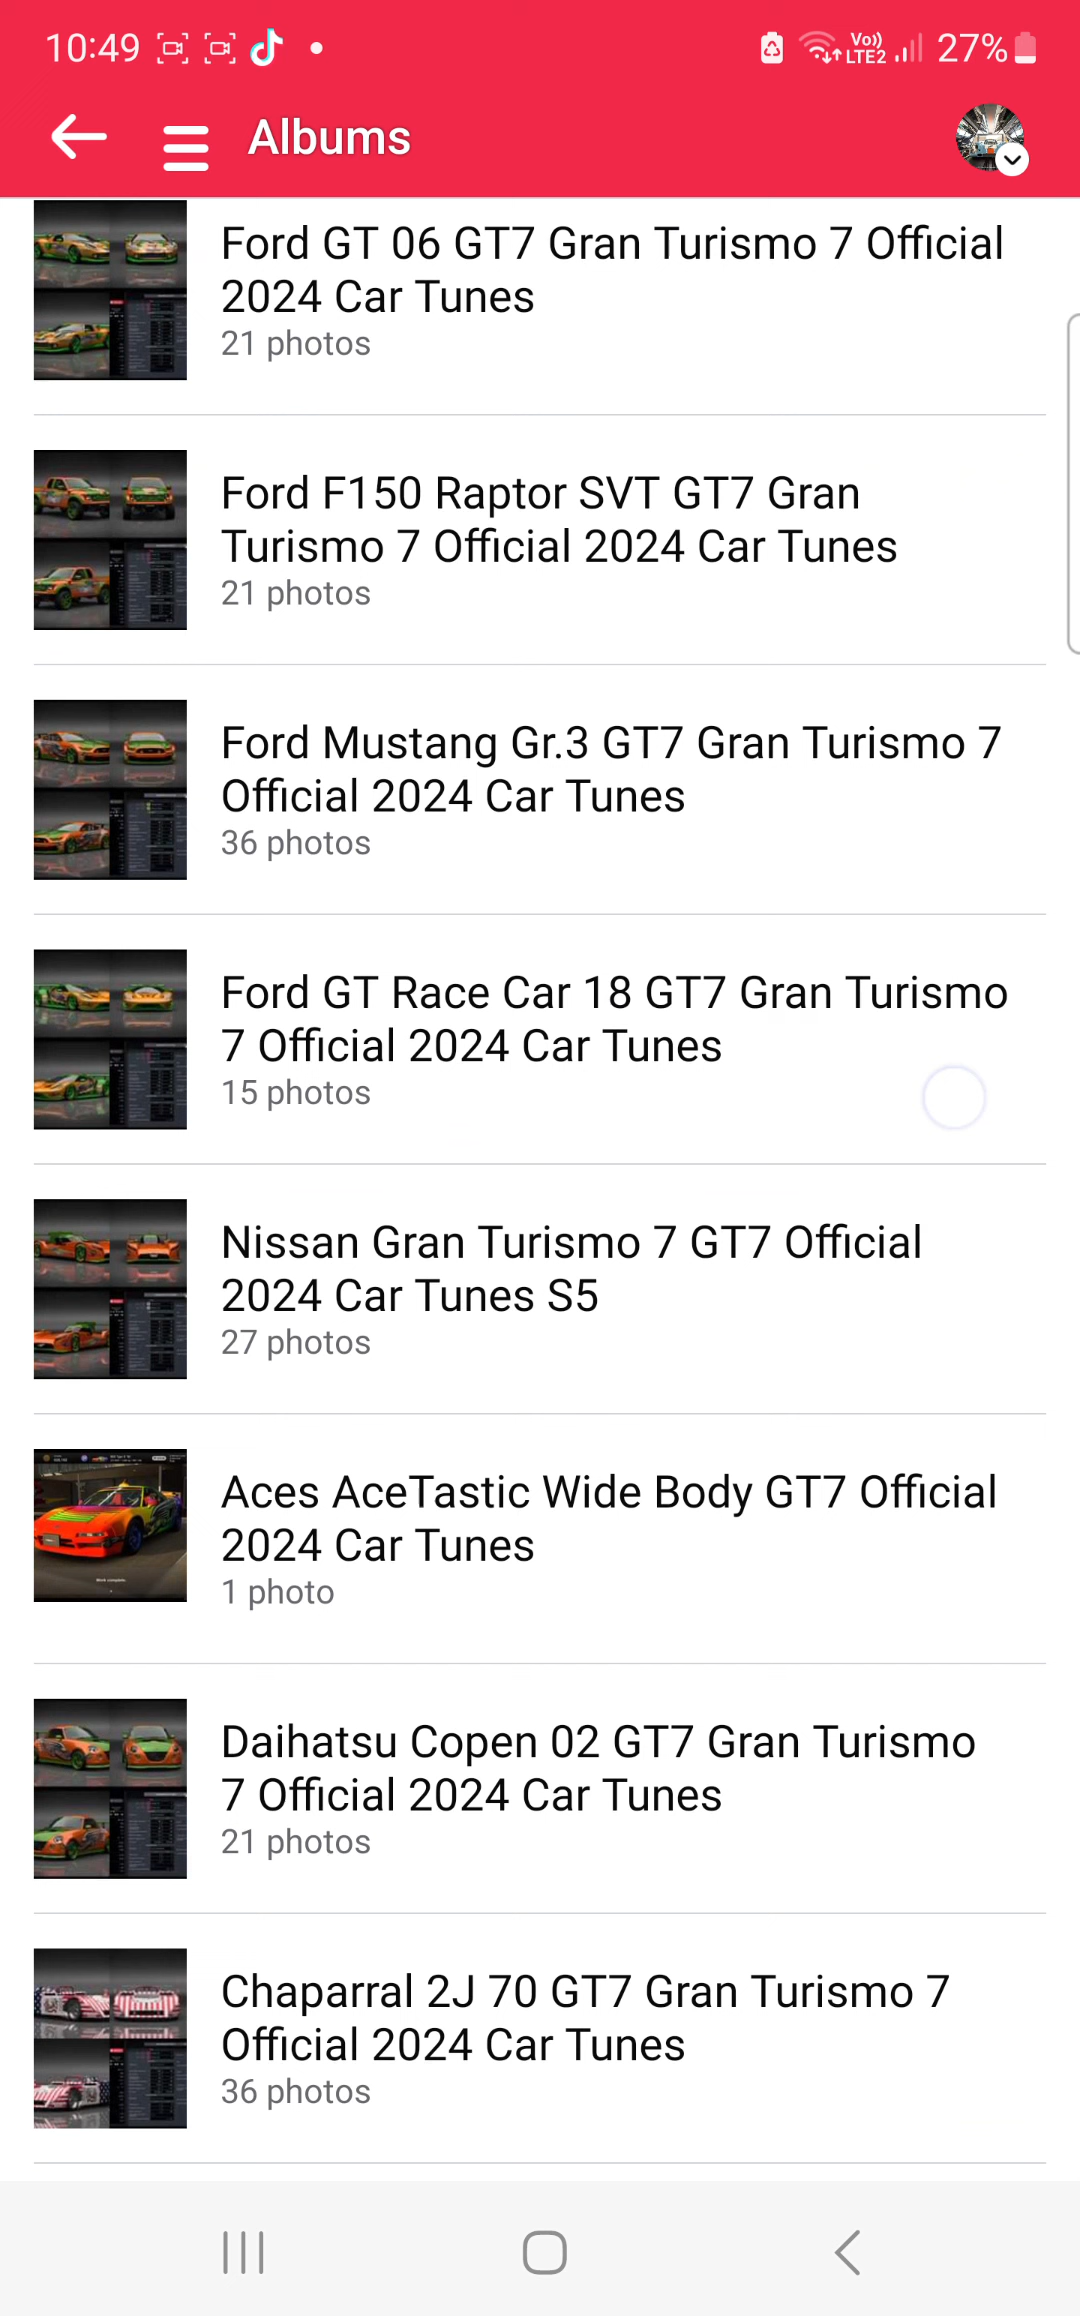 10:49
Vo)) LTE2
27%
Albums
Ford GT 06 GT7 Gran Turismo 7 Official
2024 Car Tunes
21 photos
Ford F150 Raptor SVT GT7 Gran
Turismo 7 Official 2024 Car Tunes
21 photos
Ford Mustang Gr.3 GT7 Gran Turismo 7
Official 2024 Car Tunes
36 photos
Ford GT Race Car 18 GT7 Gran Turismo
7 Official 2024 Car Tunes
15 photos
Nissan Gran Turismo 7 GT7 Official
2024 Car Tunes S5
27 photos
Aces AceTastic Wide Body GT7 Official
2024 Car Tunes
1 photo
Daihatsu Copen 02 GT7 Gran Turismo
7 Official 2024 Car Tunes
21 photos
Chaparral 2J 70 GT7 Gran Turismo 7
Official 2024 Car Tunes
36 photos